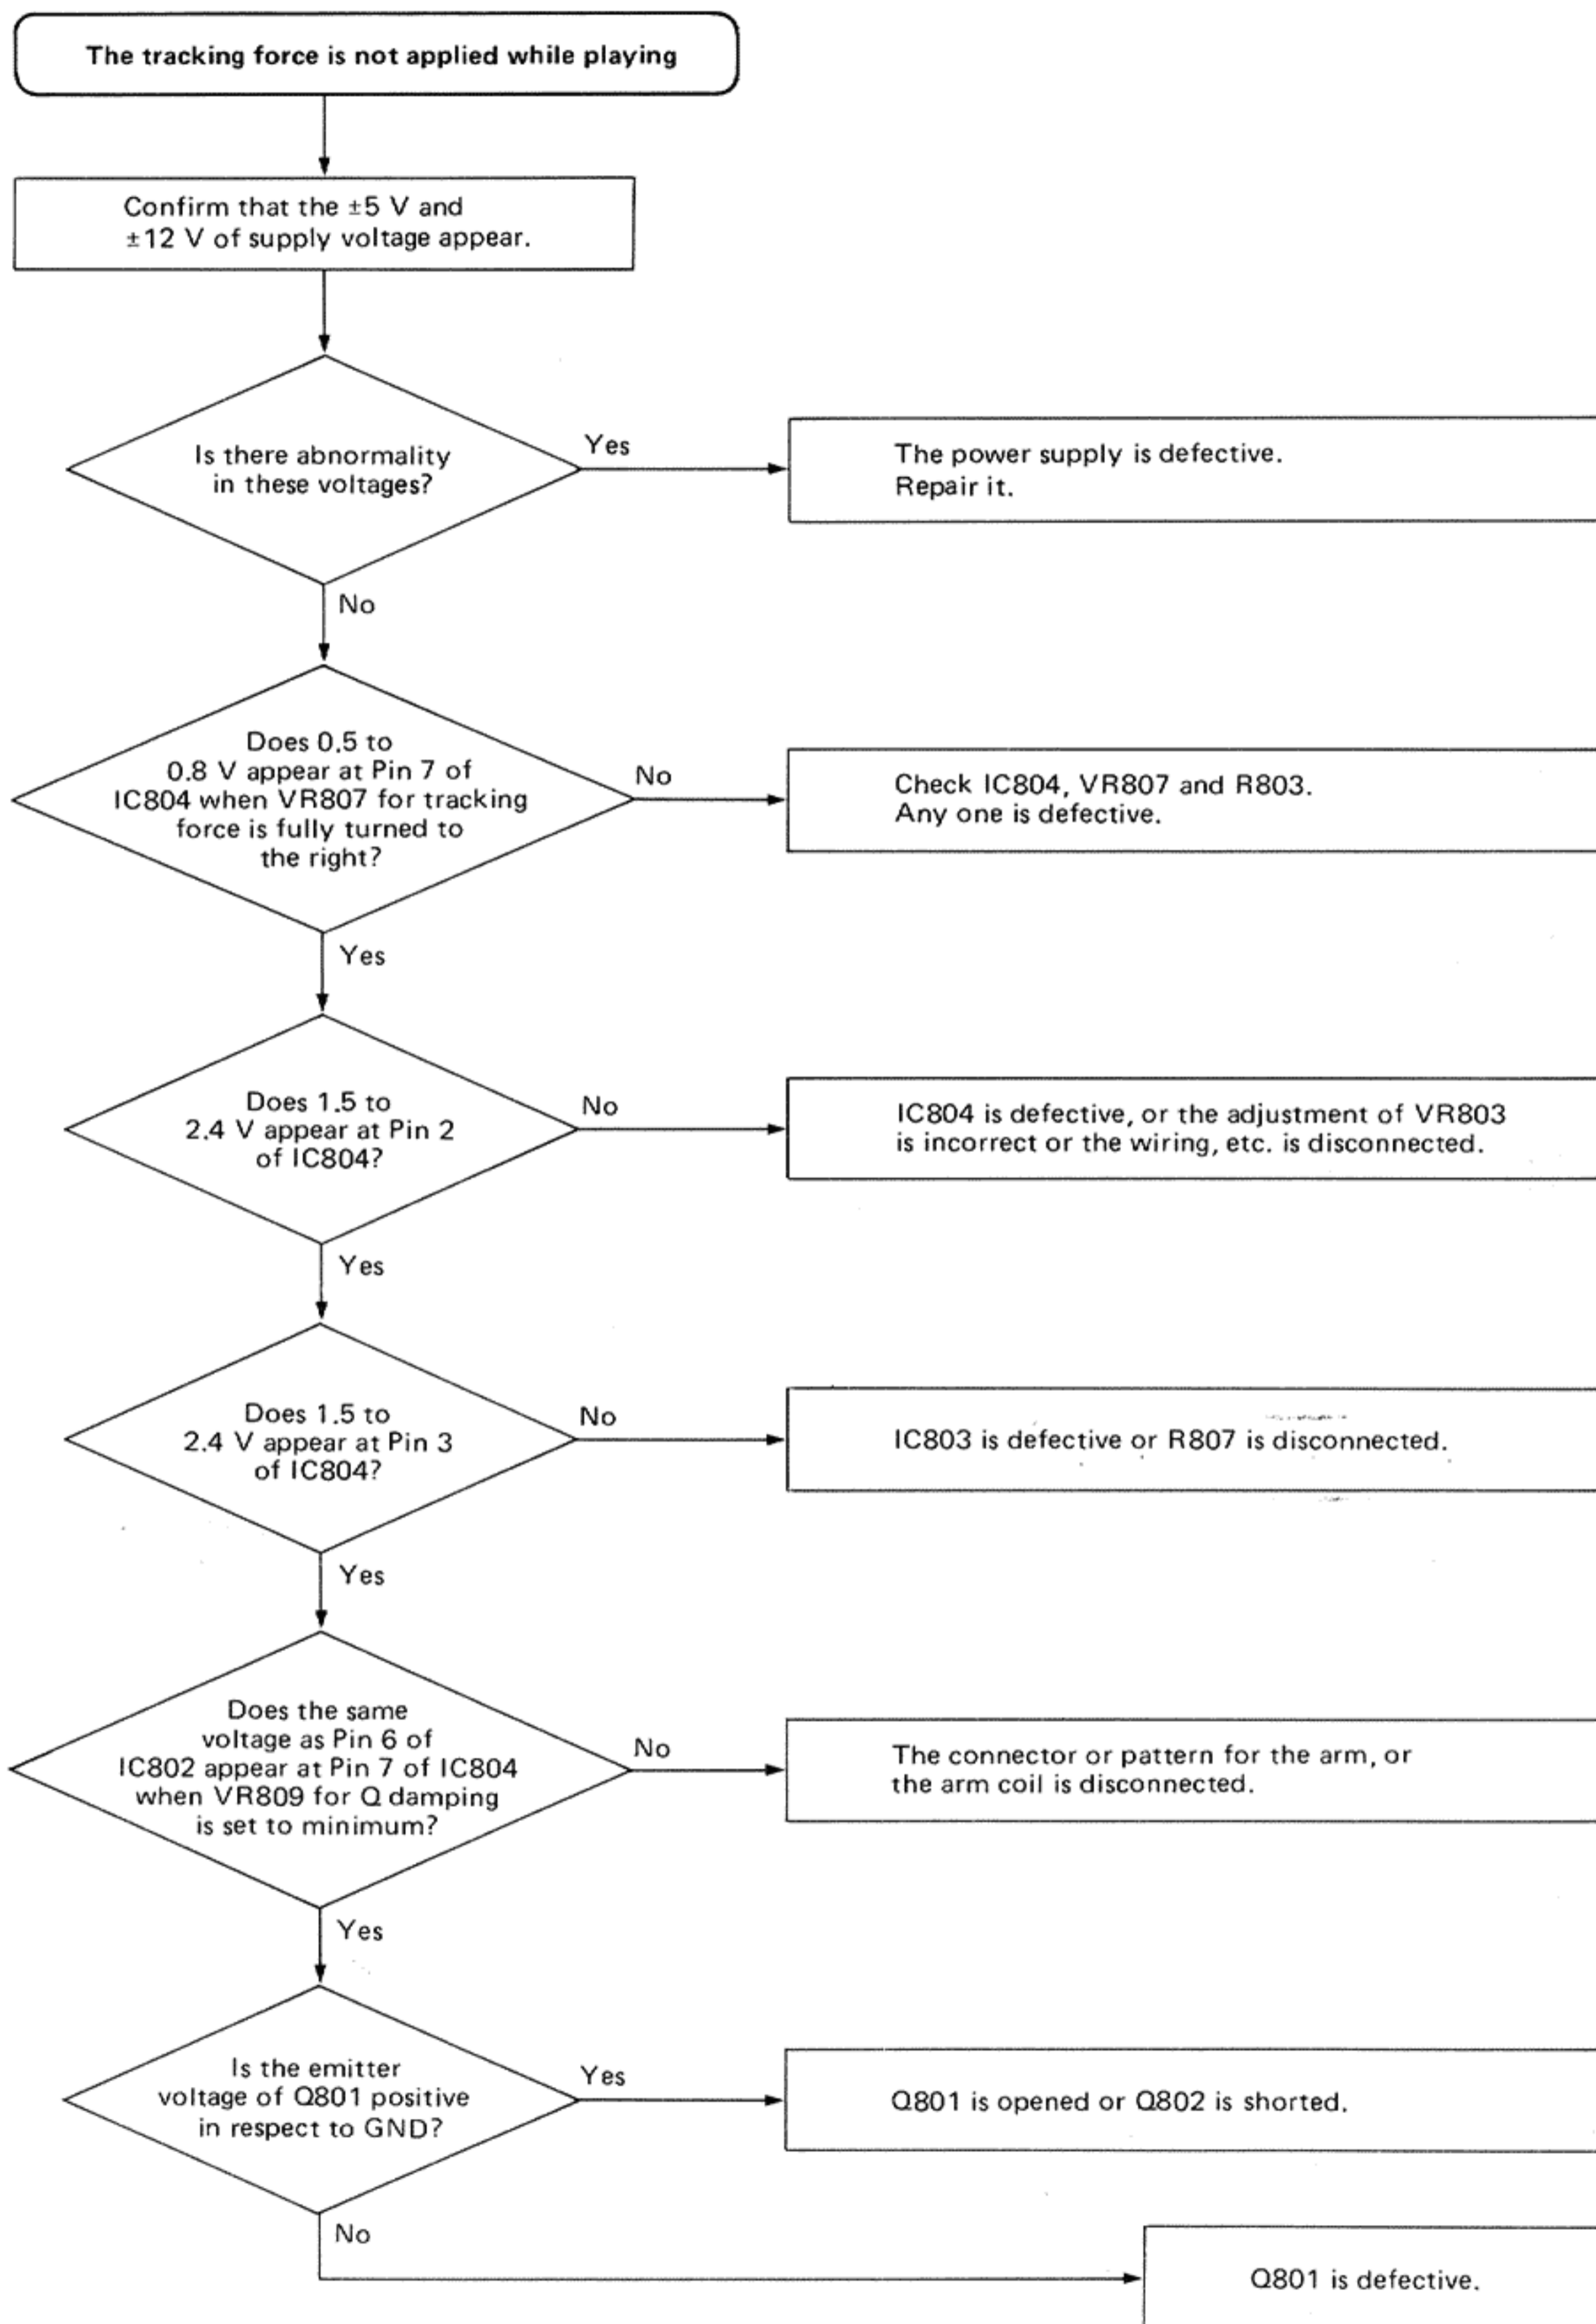 The tracking force is not applied while playing
Confirm that the ±5 V and
±12 V of supply voltage appear.
Is there abnormality
in these voltages?
Yes
The power supply is defective.
Repair it.
No
Does 0.5 to
0.8 V appear at Pin 7 of
IC804 when VR807 for tracking
force is fully turned to
the right?
No
Check IC804, VR807 and R803.
Any one is defective.
Yes
Does 1.5 to
2.4 V appear at Pin 2
of IC804?
No
IC804 is defective, or the adjustment of VR803
is incorrect or the wiring, etc. is disconnected.
Yes
Does 1.5 to
2.4 V appear at Pin 3
of IC804?
No
IC803 is defective or R807 is disconnected.
Yes
Does the same
voltage as Pin 6 of
IC802 appear at Pin 7 of IC804
when VR809 for Q damping
is set to minimum?
No
The connector or pattern for the arm, or
the arm coil is disconnected.
Yes
Is the emitter
voltage of Q801 positive
in respect to GND?
Yes
Q801 is opened or Q802 is shorted.
No
Q801 is defective.